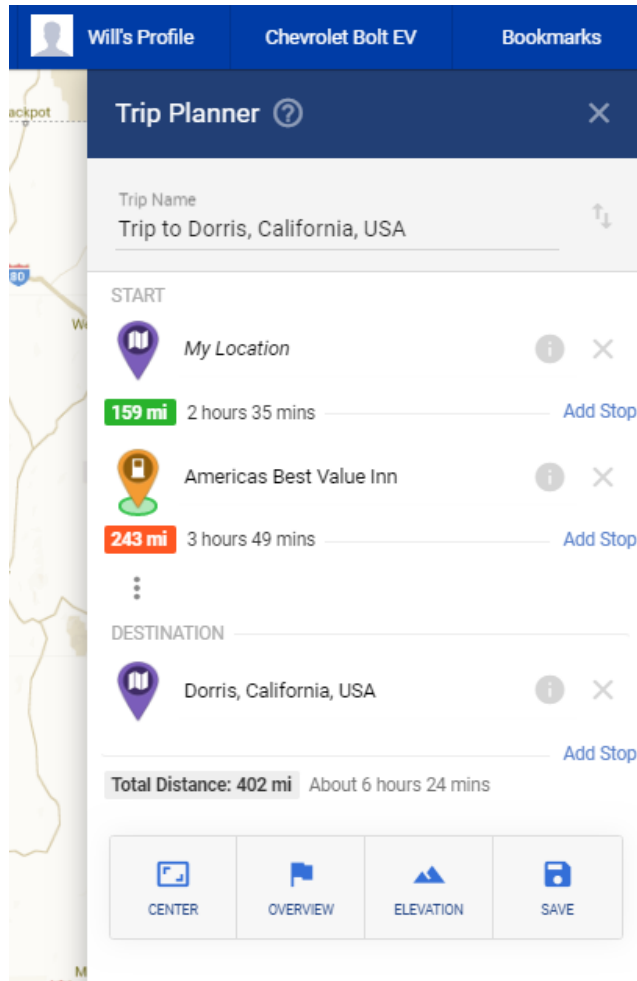 Will's Profile Chevrolet Bolt EV Bookmarks
ackpot
Trip Planner ?
Trip Name
Trip to Dorris, California, USA
80
START
We
My Location
159 mi 2 hours 35 mins Add Stop
Americas Best Value Inn
243 mi 3 hours 49 mins Add Stop
DESTINATION
Dorris, California, USA
Add Stop
Total Distance: 402 mi About 6 hours 24 mins
CENTER OVERVIEW ELEVATION SAVE
M